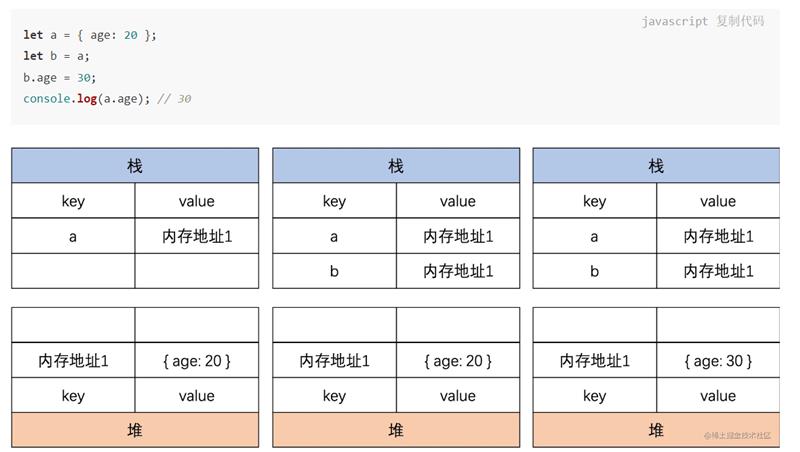 javascript 复制代码
let a = { age: 20 };
let b = a;
b.age = 30;
console.log(a.age); // 30
栈 栈 栈
key value key value key value
a 内存地址1 a 内存地址1 a 内存地址1
b 内存地址1 b 内存地址1
内存地址1 { age: 20 } 内存地址1 { age: 20 } 内存地址1 { age: 30 }
key value key value key value
堆 堆 堆
@稀土掘金技术社区